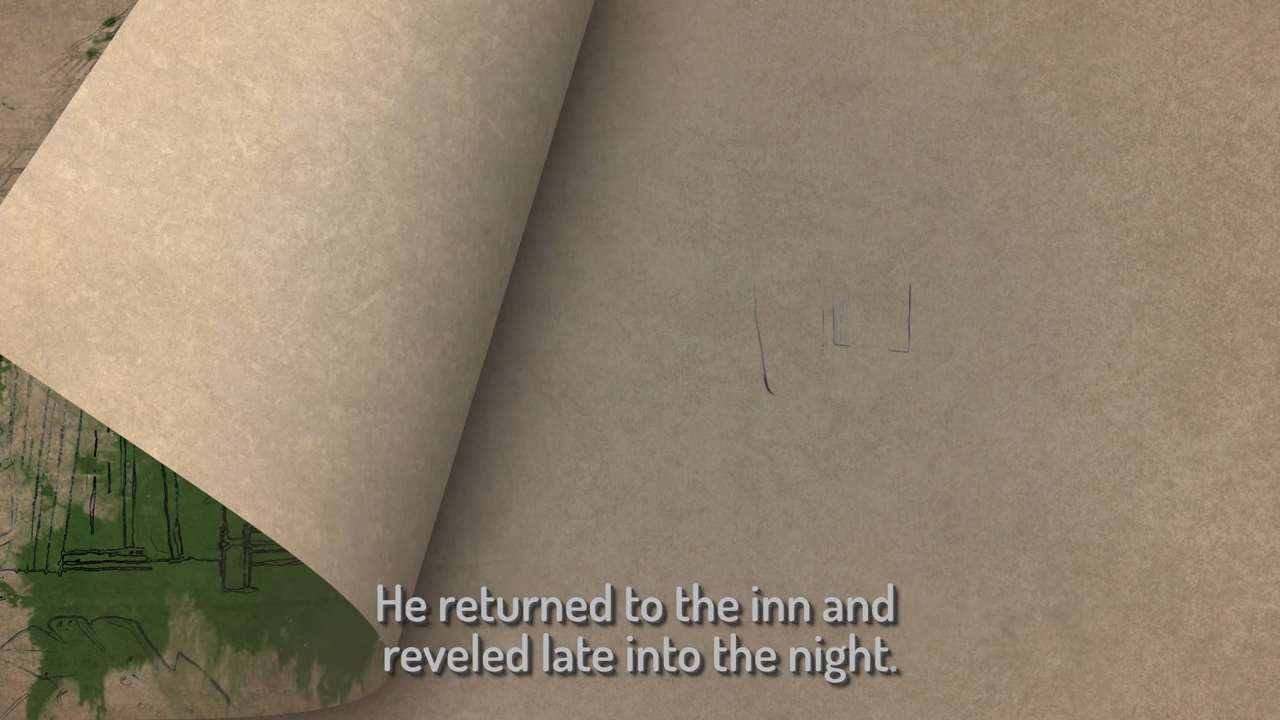 He returned to the inn and
reveled late into the night.